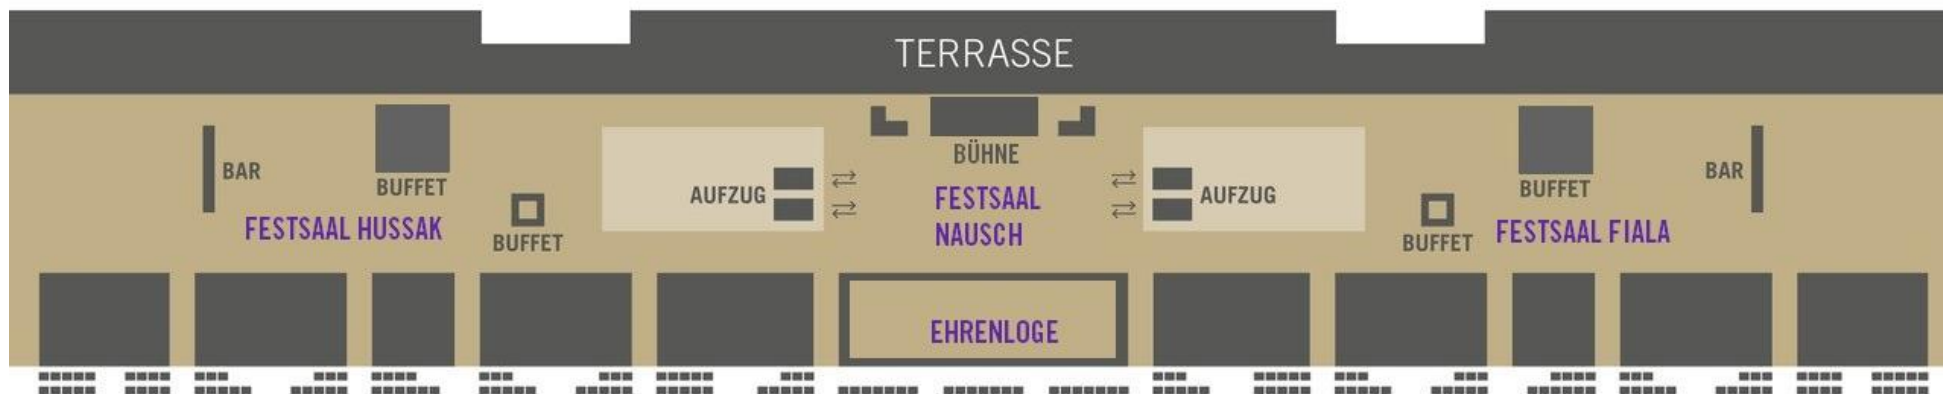 TERRASSE
BAR
BUFFET
FESTSAAL HUSSAK
BUFFET
AUFZUG
BÜHNE
FESTSAAL
NAUSCH
AUFZUG
BUFFET
BAR
BUFFET
FESTSAAL FIALA
EHRENLOGE